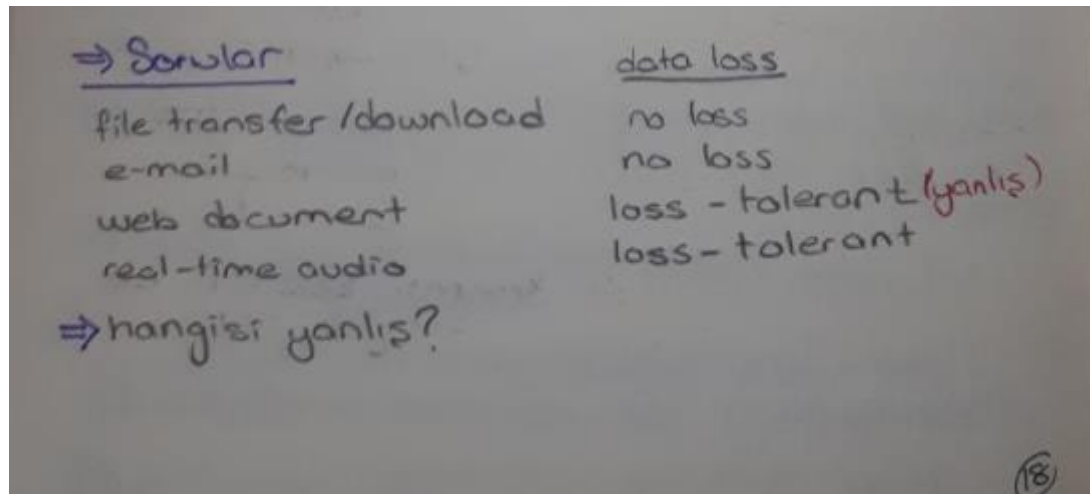 ⇒ Sorular data loss
file transfer /download no loss
e-mail no loss
web document loss - tolerant (yanlış)
real-time audio loss - tolerant
⇒ hangisi yanlış?
18